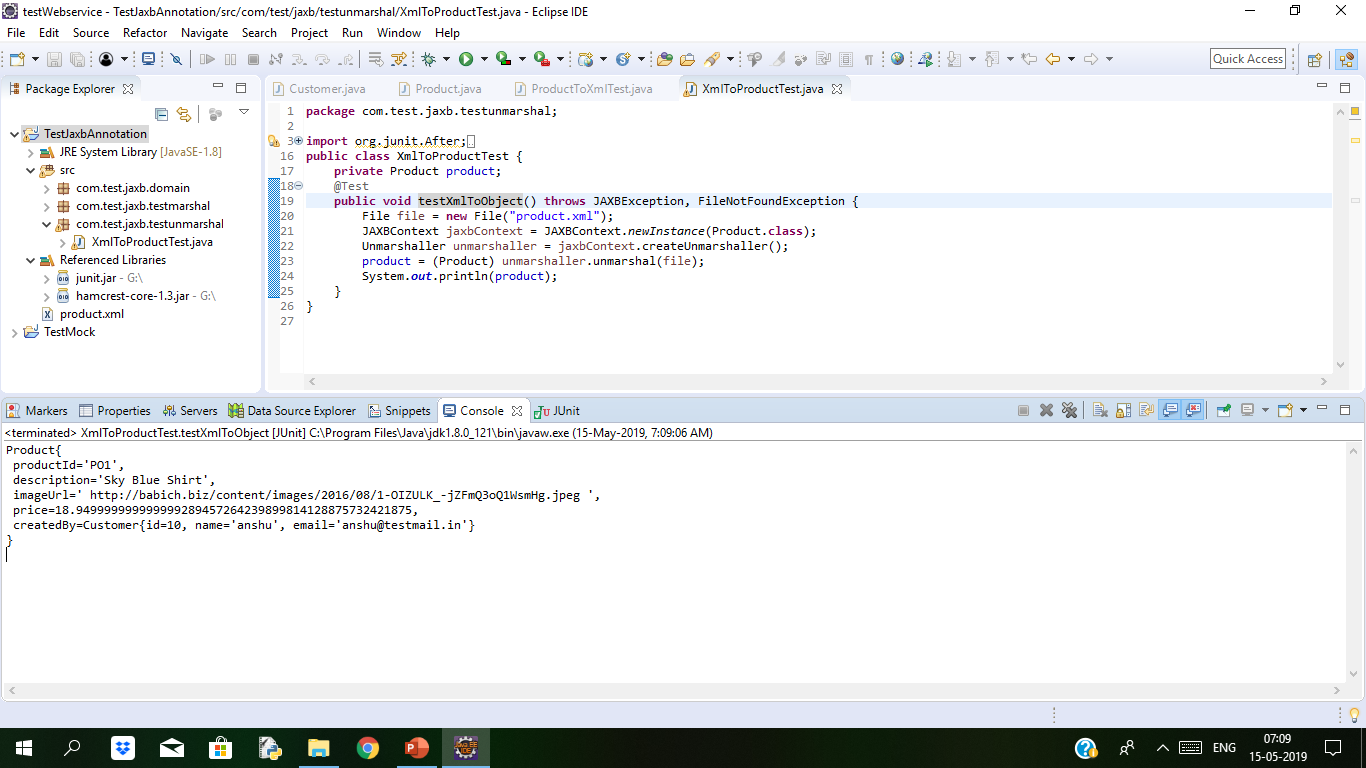 testWebservice - TestJaxbAnnotation/src/com/test/jaxb/testunmarshal/XmlToProductTest.java - Eclipse IDE
File Edit Source Refactor Navigate Search Project Run Window Help
Quick Access
Package Explorer
Customer.java Product.java ProductToXmlTest.java XmlToProductTest.java
TestJaxbAnnotation
JRE System Library [JavaSE-1.8]
src
com.test.jaxb.domain
com.test.jaxb.testmarshal
com.test.jaxb.testunmarshal
XmlToProductTest.java
Referenced Libraries
junit.jar - G:\
hamcrest-core-1.3.jar - G:\
product.xml
TestMock
1 package com.test.jaxb.testunmarshal;
2
3 import org.junit.After;
16 public class XmlToProductTest {
17 private Product product;
18 @Test
19 public void testXmlToObject() throws JAXBException, FileNotFoundException {
20 File file = new File("product.xml");
21 JAXBContext jaxbContext = JAXBContext.newInstance(Product.class);
22 Unmarshaller unmarshaller = jaxbContext.createUnmarshaller();
23 product = (Product) unmarshaller.unmarshal(file);
24 System.out.println(product);
25 }
26 }
27
Markers Properties Servers Data Source Explorer Snippets Console JUnit
<terminated> XmlToProductTest.testXmlToObject [JUnit] C:\Program Files\Java\jdk1.8.0_121\bin\javaw.exe (15-May-2019, 7:09:06 AM)
Product{
productId='PO1',
description='Sky Blue Shirt',
imageUrl=' http://babich.biz/content/images/2016/08/1-OIZULK_-jZFmQ3oQ1WsmHg.jpeg ',
price=18.949999999999999289457264239899814128875732421875,
createdBy=Customer{id=10, name='anshu', email='anshu@testmail.in'}
}
ENG
07:09
15-05-2019